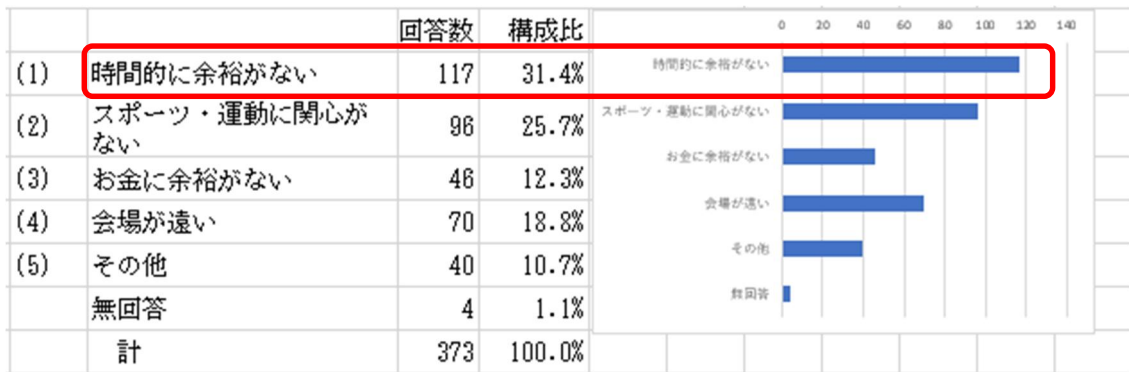 回答数 構成比
(1) 時間的に余裕がない 117 31.4%
(2) スポーツ・運動に関心が
ない 96 25.7%
(3) お金に余裕がない 46 12.3%
(4) 会場が遠い 70 18.8%
(5) その他 40 10.7%
無回答 4 1.1%
計 373 100.0%
0 20 40 60 80 100 120 140
時間的に余裕がない
スポーツ・運動に関心がない
お金に余裕がない
会場が遠い
その他
無回答